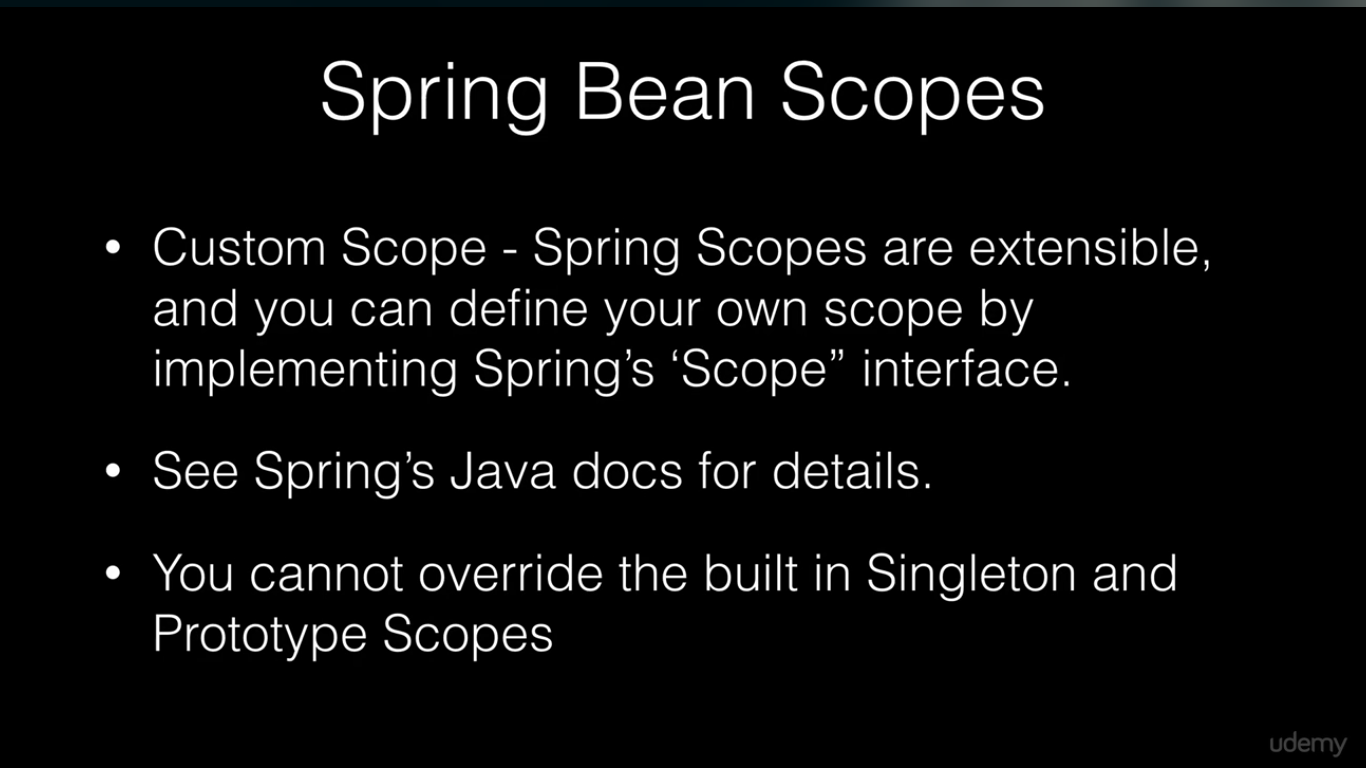 Spring Bean Scopes
• Custom Scope - Spring Scopes are extensible,
and you can define your own scope by
implementing Spring’s ‘Scope” interface.
• See Spring’s Java docs for details.
• You cannot override the built in Singleton and
Prototype Scopes
udemy